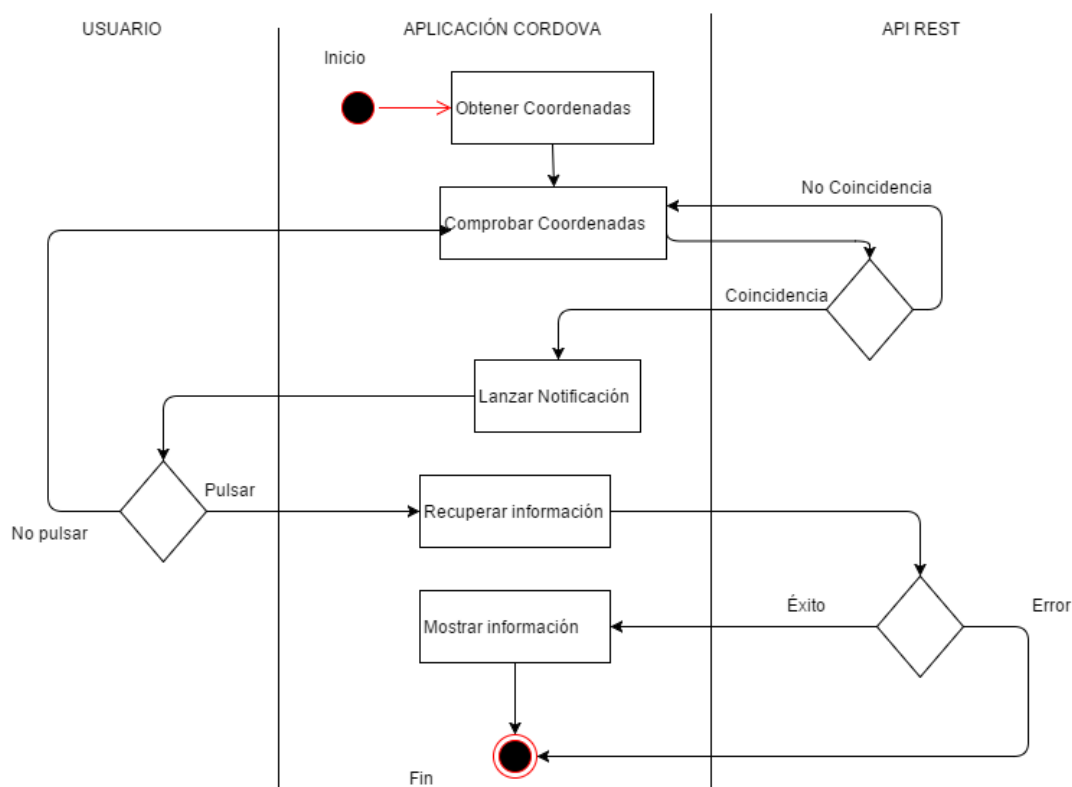 USUARIO
APLICACIÓN CORDOVA
API REST
Inicio
Obtener Coordenadas
No Coincidencia
Comprobar Coordenadas
Coincidencia
Lanzar Notificación
Pulsar
Recuperar información
No pulsar
Éxito
Error
Mostrar información
Fin